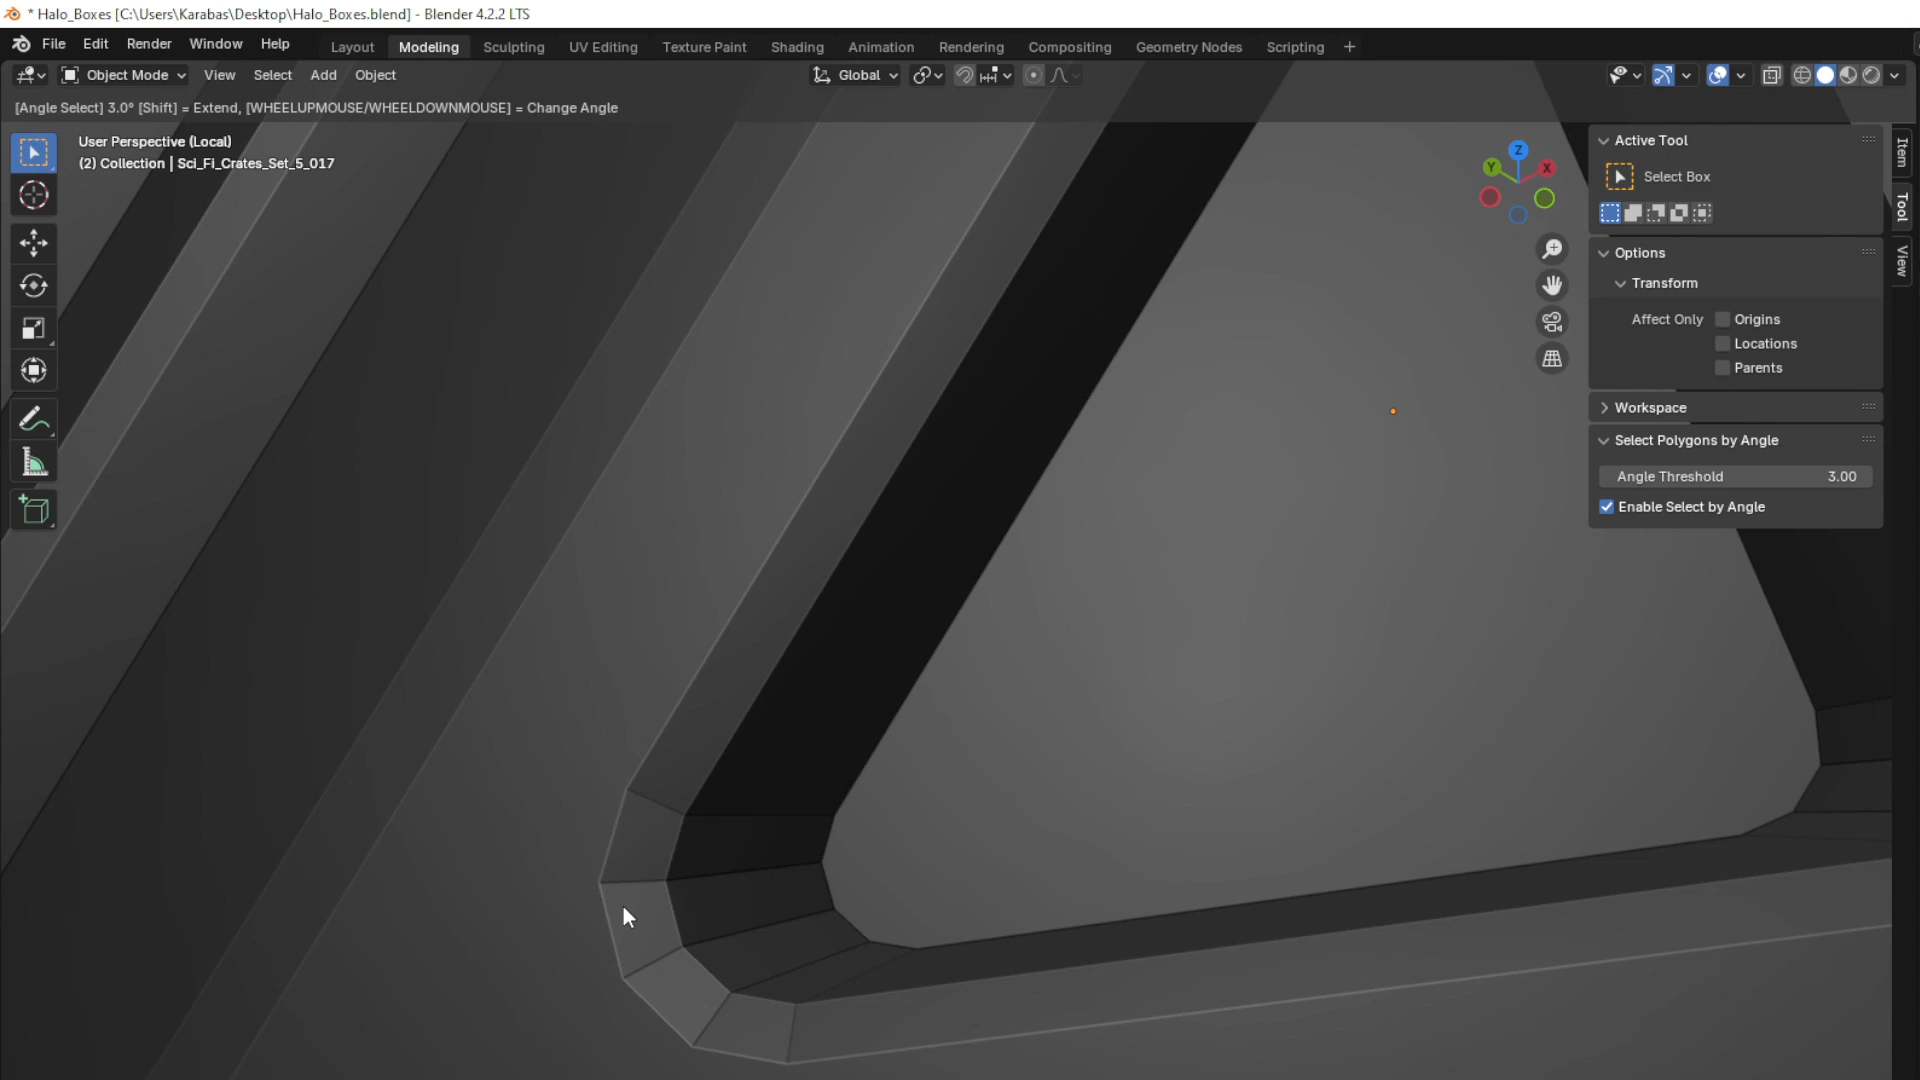 * Halo_Boxes [C:\Users\Karabas\Desktop\Halo_Boxes.blend] - Blender 4.2.2 LTS
File Edit Render Window Help Layout Modeling Sculpting UV Editing Texture Paint Shading Animation Rendering Compositing Geometry Nodes Scripting +
Object Mode View Select Add Object Global
[Angle Select] 3.0° [Shift] = Extend, [WHEELUPMOUSE/WHEELDOWNMOUSE] = Change Angle
User Perspective (Local)
(2) Collection | Sci_Fi_Crates_Set_5_017
Z
Y
X
Active Tool
Select Box
Options
Transform
Affect Only Origins
Locations
Parents
Workspace
Select Polygons by Angle
Angle Threshold 3.00
Enable Select by Angle
Item
Tool
View